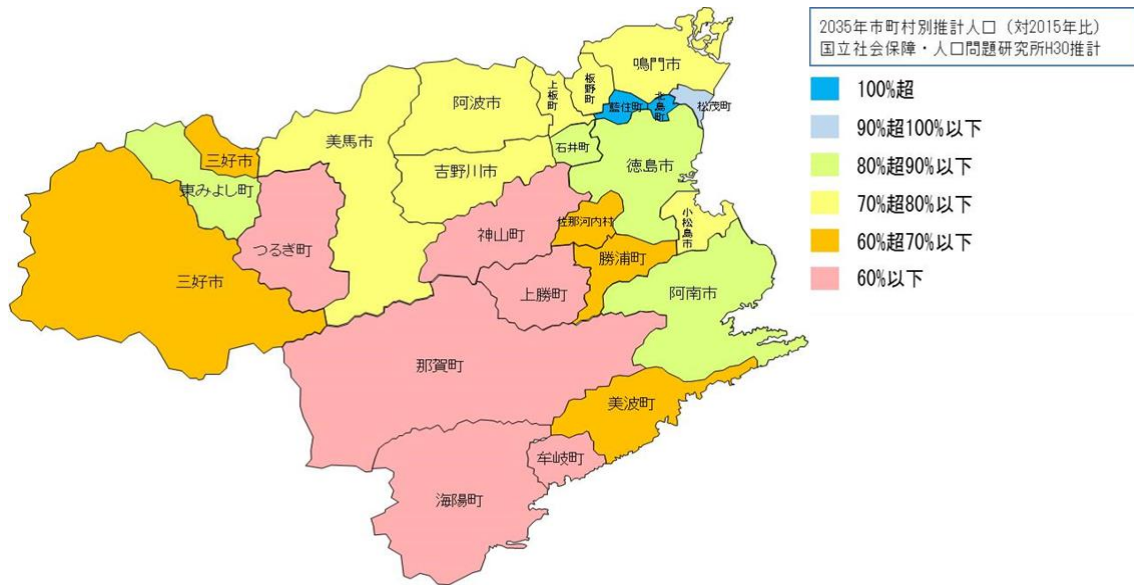 2035年市町村別推計人口（対2015年比）
国立社会保障・人口問題研究所H30推計
100%超
90%超100%以下
80%超90%以下
70%超80%以下
60%超70%以下
60%以下
鳴門市
板野町
上板町
阿波市
藍住町
北島町
松茂町
美馬市
石井町
三好市
吉野川市
徳島市
東みよし町
小松島市
佐那河内村
神山町
つるぎ町
勝浦町
三好市
上勝町
阿南市
那賀町
美波町
牟岐町
海陽町